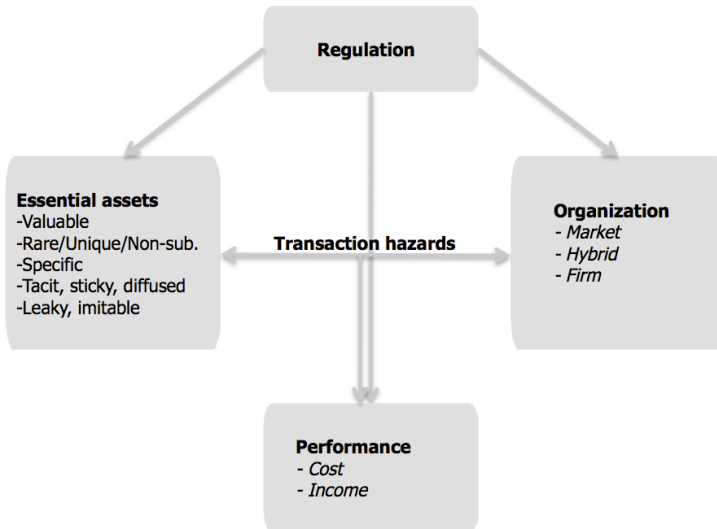 Regulation
Essential assets
-Valuable
-Rare/Unique/Non-sub.
-Specific
-Tacit, sticky, diffused
-Leaky, imitable
Transaction hazards
Organization
- Market
- Hybrid
- Firm
Performance
- Cost
- Income